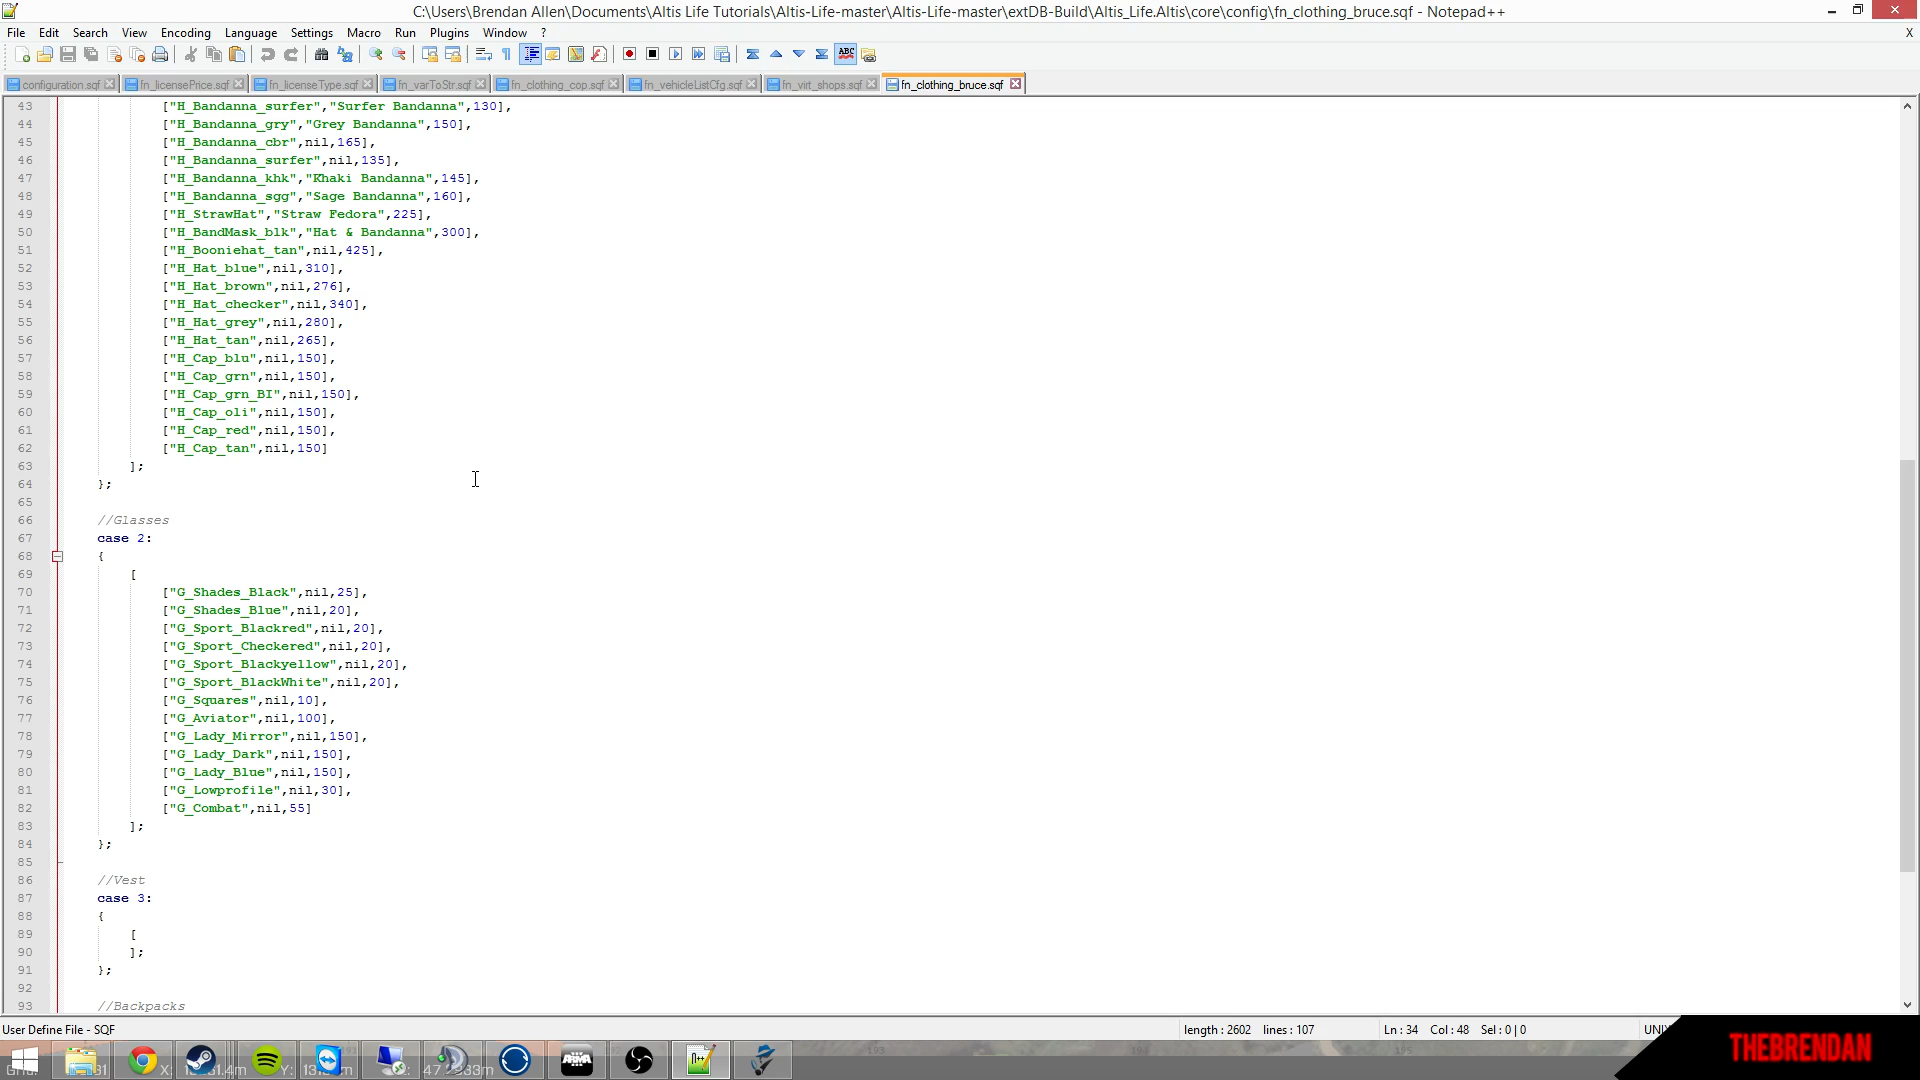 C:\Users\Brendan Allen\Documents\Altis Life Tutorials\Altis-Life-master\Altis-Life-master\extDB-Build\Altis_Life.Altis\core\config\fn_clothing_bruce.sqf - Notepad++
File Edit Search View Encoding Language Settings Macro Run Plugins Window ? X
configuration.sqf fn_licensePrice.sqf fn_licenseType.sqf fn_varToStr.sqf fn_clothing_cop.sqf fn_vehicleListCfg.sqf fn_virt_shops.sqf fn_clothing_bruce.sqf
43 ["H_Bandanna_surfer","Surfer Bandanna",130],
44 ["H_Bandanna_gry","Grey Bandanna",150],
45 ["H_Bandanna_cbr",nil,165],
46 ["H_Bandanna_surfer",nil,135],
47 ["H_Bandanna_khk","Khaki Bandanna",145],
48 ["H_Bandanna_sgg","Sage Bandanna",160],
49 ["H_StrawHat","Straw Fedora",225],
50 ["H_BandMask_blk","Hat & Bandanna",300],
51 ["H_Booniehat_tan",nil,425],
52 ["H_Hat_blue",nil,310],
53 ["H_Hat_brown",nil,276],
54 ["H_Hat_checker",nil,340],
55 ["H_Hat_grey",nil,280],
56 ["H_Hat_tan",nil,265],
57 ["H_Cap_blu",nil,150],
58 ["H_Cap_grn",nil,150],
59 ["H_Cap_grn_BI",nil,150],
60 ["H_Cap_oli",nil,150],
61 ["H_Cap_red",nil,150],
62 ["H_Cap_tan",nil,150]
63 ];
64 };
65
66 //Glasses
67 case 2:
68 {
69 [
70 ["G_Shades_Black",nil,25],
71 ["G_Shades_Blue",nil,20],
72 ["G_Sport_Blackred",nil,20],
73 ["G_Sport_Checkered",nil,20],
74 ["G_Sport_Blackyellow",nil,20],
75 ["G_Sport_BlackWhite",nil,20],
76 ["G_Squares",nil,10],
77 ["G_Aviator",nil,100],
78 ["G_Lady_Mirror",nil,150],
79 ["G_Lady_Dark",nil,150],
80 ["G_Lady_Blue",nil,150],
81 ["G_Lowprofile",nil,30],
82 ["G_Combat",nil,55]
83 ];
84 };
85
86 //Vest
87 case 3:
88 {
89 [
90 ];
91 };
92
93 //Backpacks
User Define File - SQF length : 2602 lines : 107 Ln : 34 Col : 48 Sel : 0 | 0
THEBRENDAN